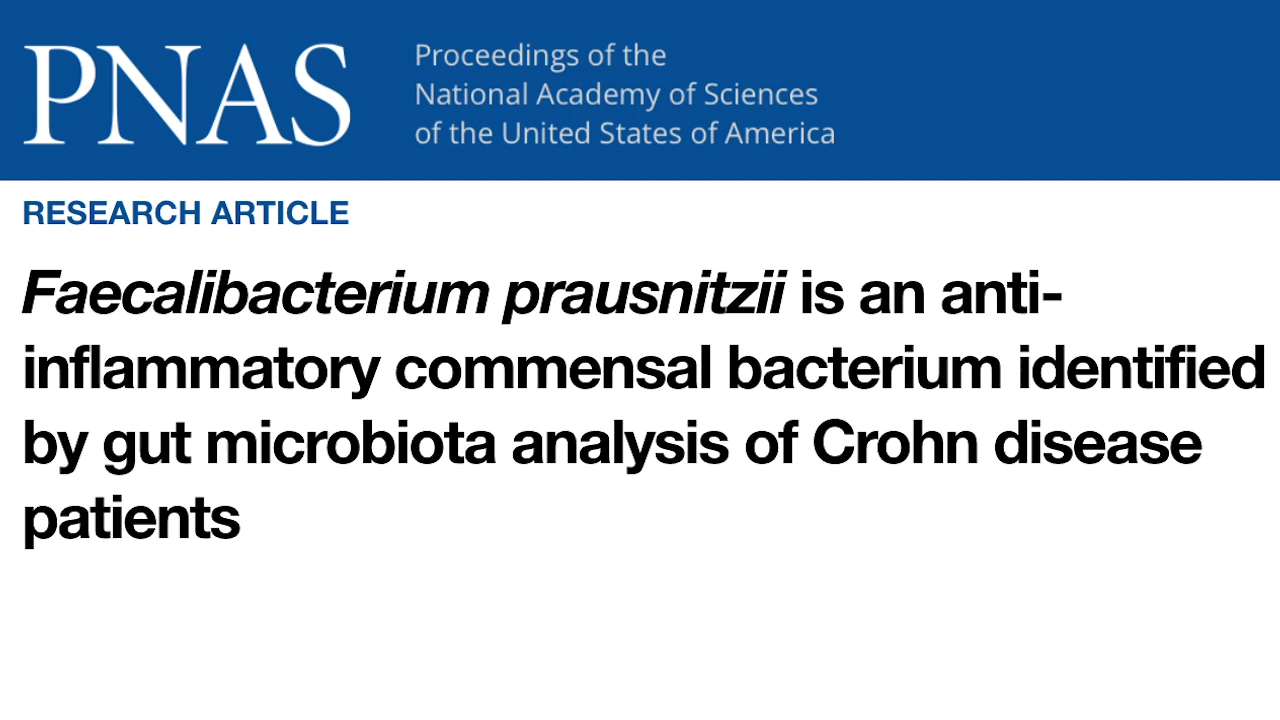 PNAS
Proceedings of the
National Academy of Sciences
of the United States of America
RESEARCH ARTICLE
Faecalibacterium prausnitzii is an anti-
inflammatory commensal bacterium identified
by gut microbiota analysis of Crohn disease
patients